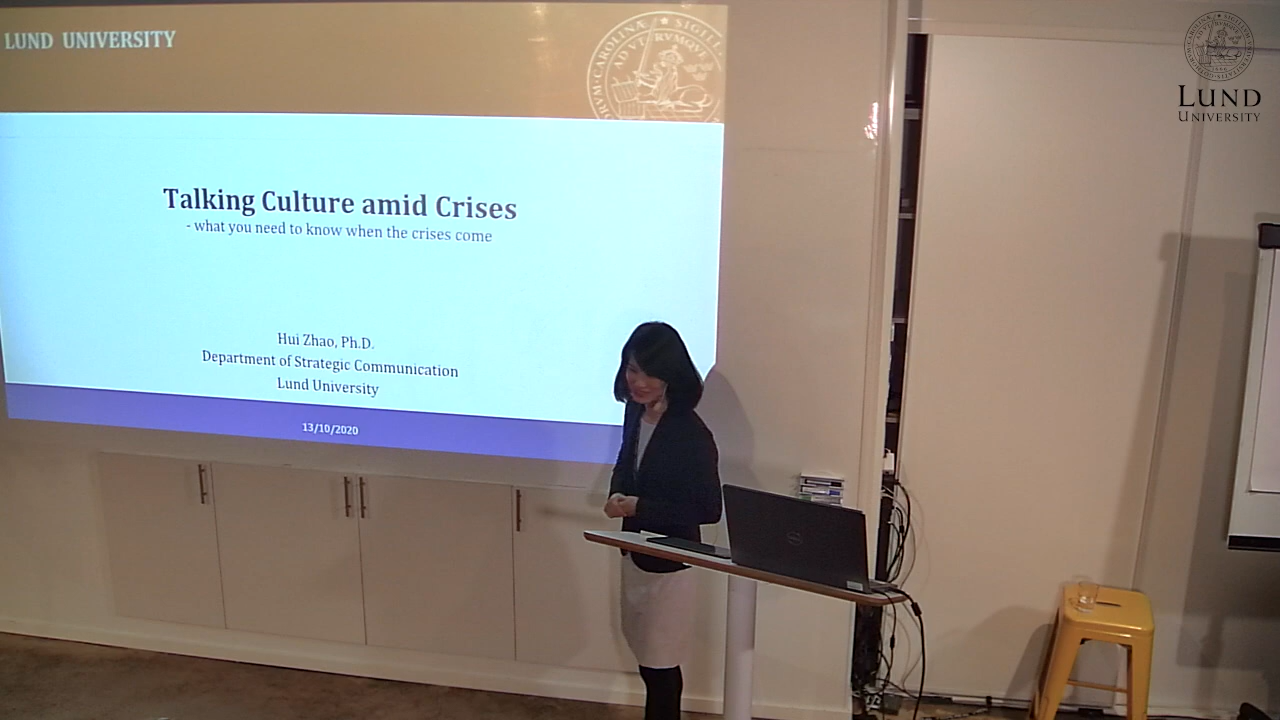 LUND UNIVERSITY
Talking Culture amid Crises
- what you need to know when the crises come
Hui Zhao, Ph.D.
Department of Strategic Communication
Lund University
13/10/2020
LUND
UNIVERSITY